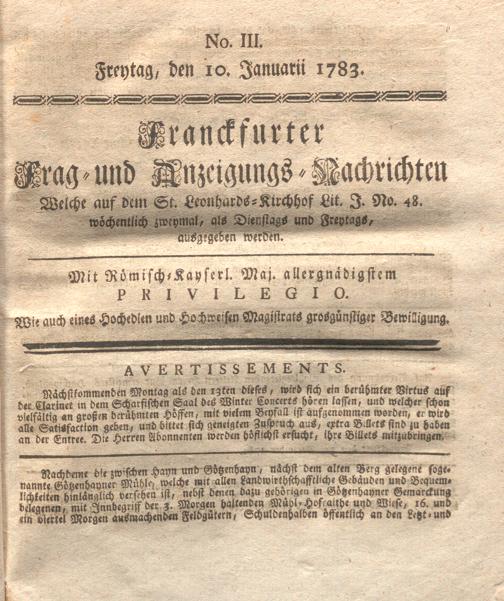 No. III.
Freytag, den 10. Januarii 1783.
Franckfurter
Frag-und Anzeigungs-Nachrichten
Welche auf dem St. Leonhards-Kirchhof Lit. J. No. 48.
wöchentlich zweymal, als Dienstags und Freytags,
ausgegeben werden.
Mit Römisch-Kayserl. Maj. allergnädigstem
PRIVILEGIO.
Wie auch eines Hochedlen und Hochweisen Magistrats grosgünstiger Bewilligung.
AVERTISSEMENTS.
Nächstkommenden Montag als den 13ten dieses, wird sich ein berühmter Virtus auf
der Clarinet in dem Scharfischen Saal des Winter Concerts hören lassen, und welcher schon
vielfältig an großen berühmten Höffen, mit vielem Beyfall ist aufgenommen worden, er wird
alle Satisfaction geben, und bittet sich geneigten Zuspruch aus, extra Billets sind zu haben
an der Entree. Die Herren Abonnenten werden höflichst ersucht, ihre Billets mitzubringen.
Nachdeme die zwischen Hayn und Götzenhayn, nächst dem alten Berg gelegene soge-
nannte Götzenhayner Mühle, welche mit allen Landwirthschafftliche Gebäuden und Bequem-
lichkeiten hinlänglich versehen ist, nebst denen dazu gehörigen in Götzenhayner Gemarckung
belegenen, mit Innbegriff der 3. Morgen haltenden Mühl-Hofraithe und Wiese, 16. und
ein viertel Morgen ausmachenden Feldgütern, Schuldenhalben öffentlich an den Letzt-und